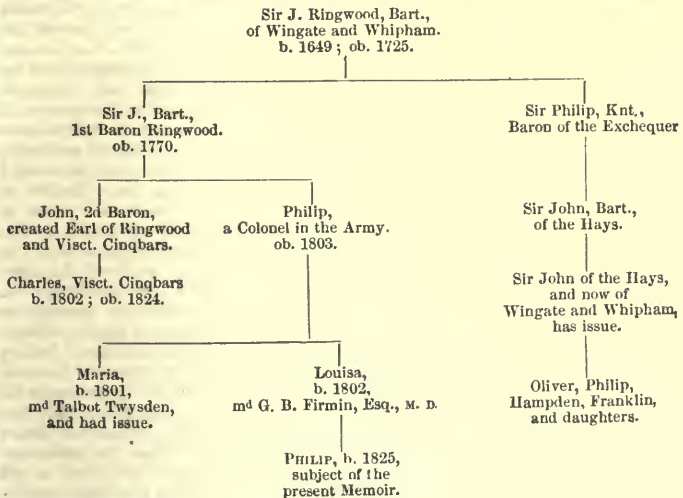 Sir J. Ringwood, Bart.,
of Wingate and Whipham.
b. 1649 ; ob. 1725.
Sir J., Bart.,
1st Baron Ringwood.
ob. 1770.
Sir Philip, Knt.,
Baron of the Exchequer
John, 2d Baron,
created Earl of Ringwood
and Visct. Cinqbars.
Philip,
a Colonel in the Army.
ob. 1803.
Sir John, Bart.,
of the Hays.
Charles, Visct. Cinqbars
b. 1802 ; ob. 1824.
Sir John of the Hays,
and now of
Wingate and Whipham,
has issue.
Maria,
b. 1801,
md Talbot Twysden,
and had issue.
Louisa,
b. 1802,
md G. B. Firmin, Esq., M. D.
Oliver, Philip,
Hampden, Franklin,
and daughters.
PHILIP, b. 1825,
subject of the
present Memoir.